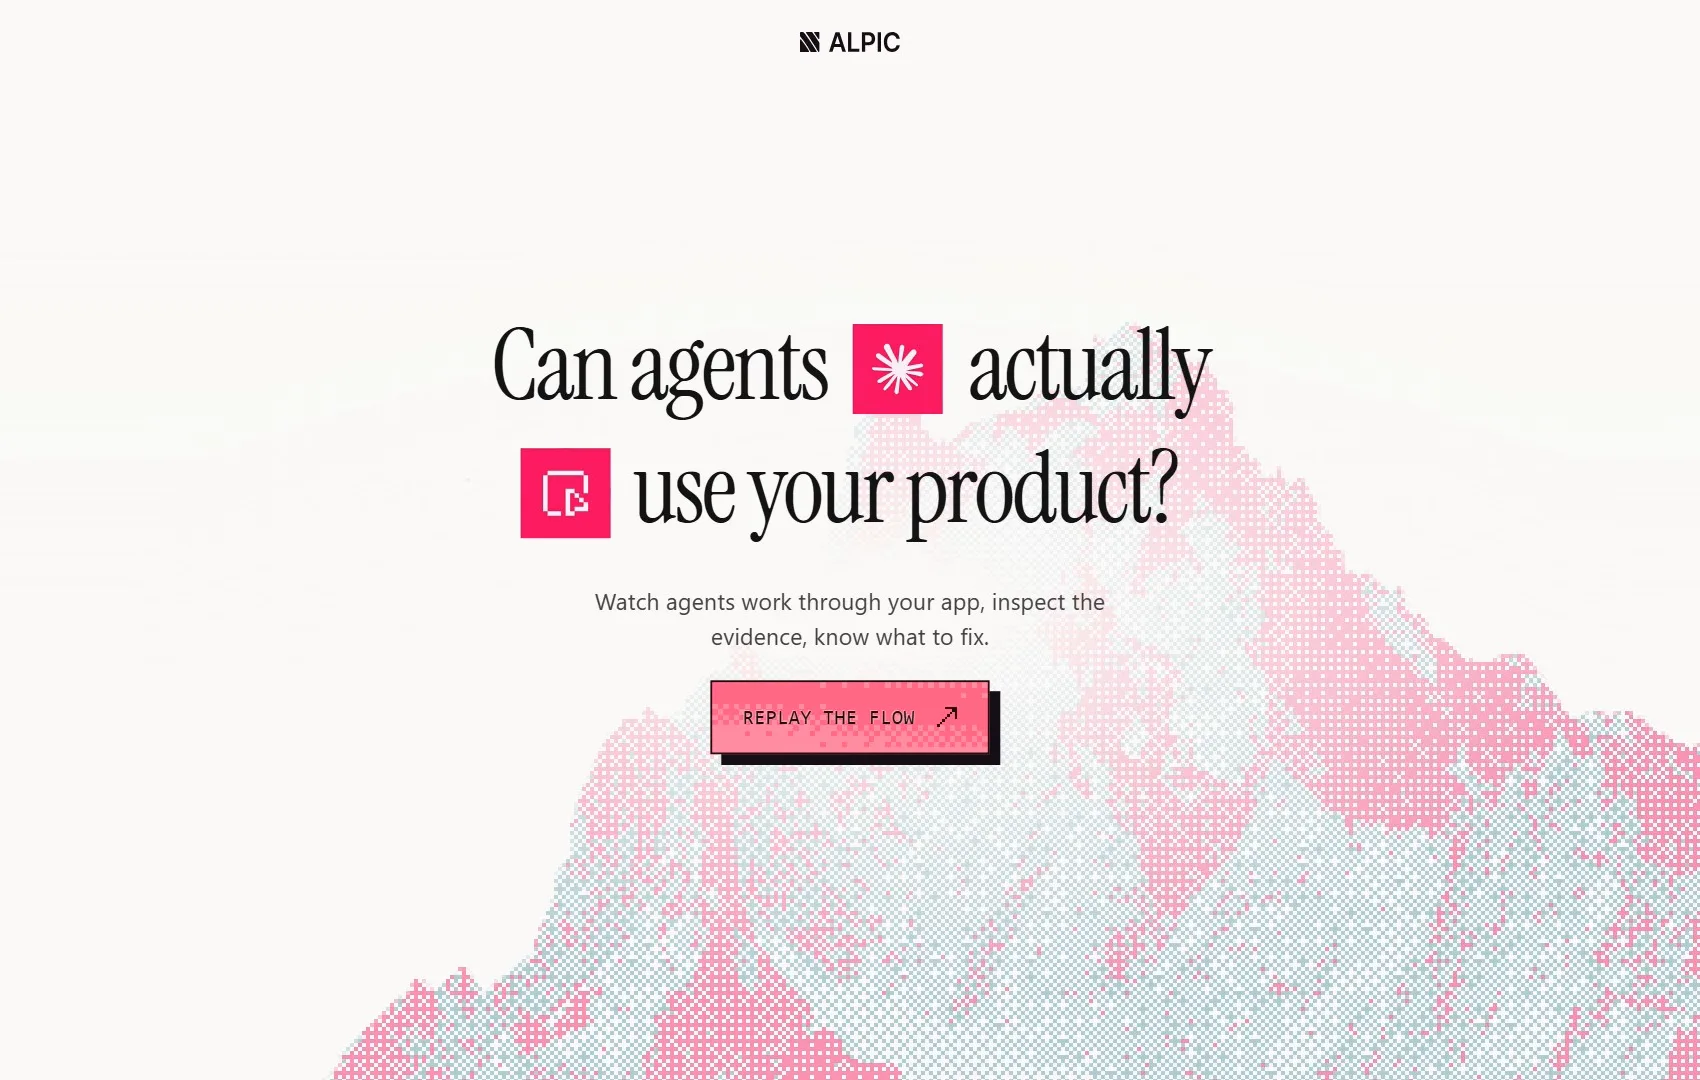 ALPIC
Can agents actually
use your product?
Watch agents work through your app, inspect the
evidence, know what to fix.
REPLAY THE FLOW